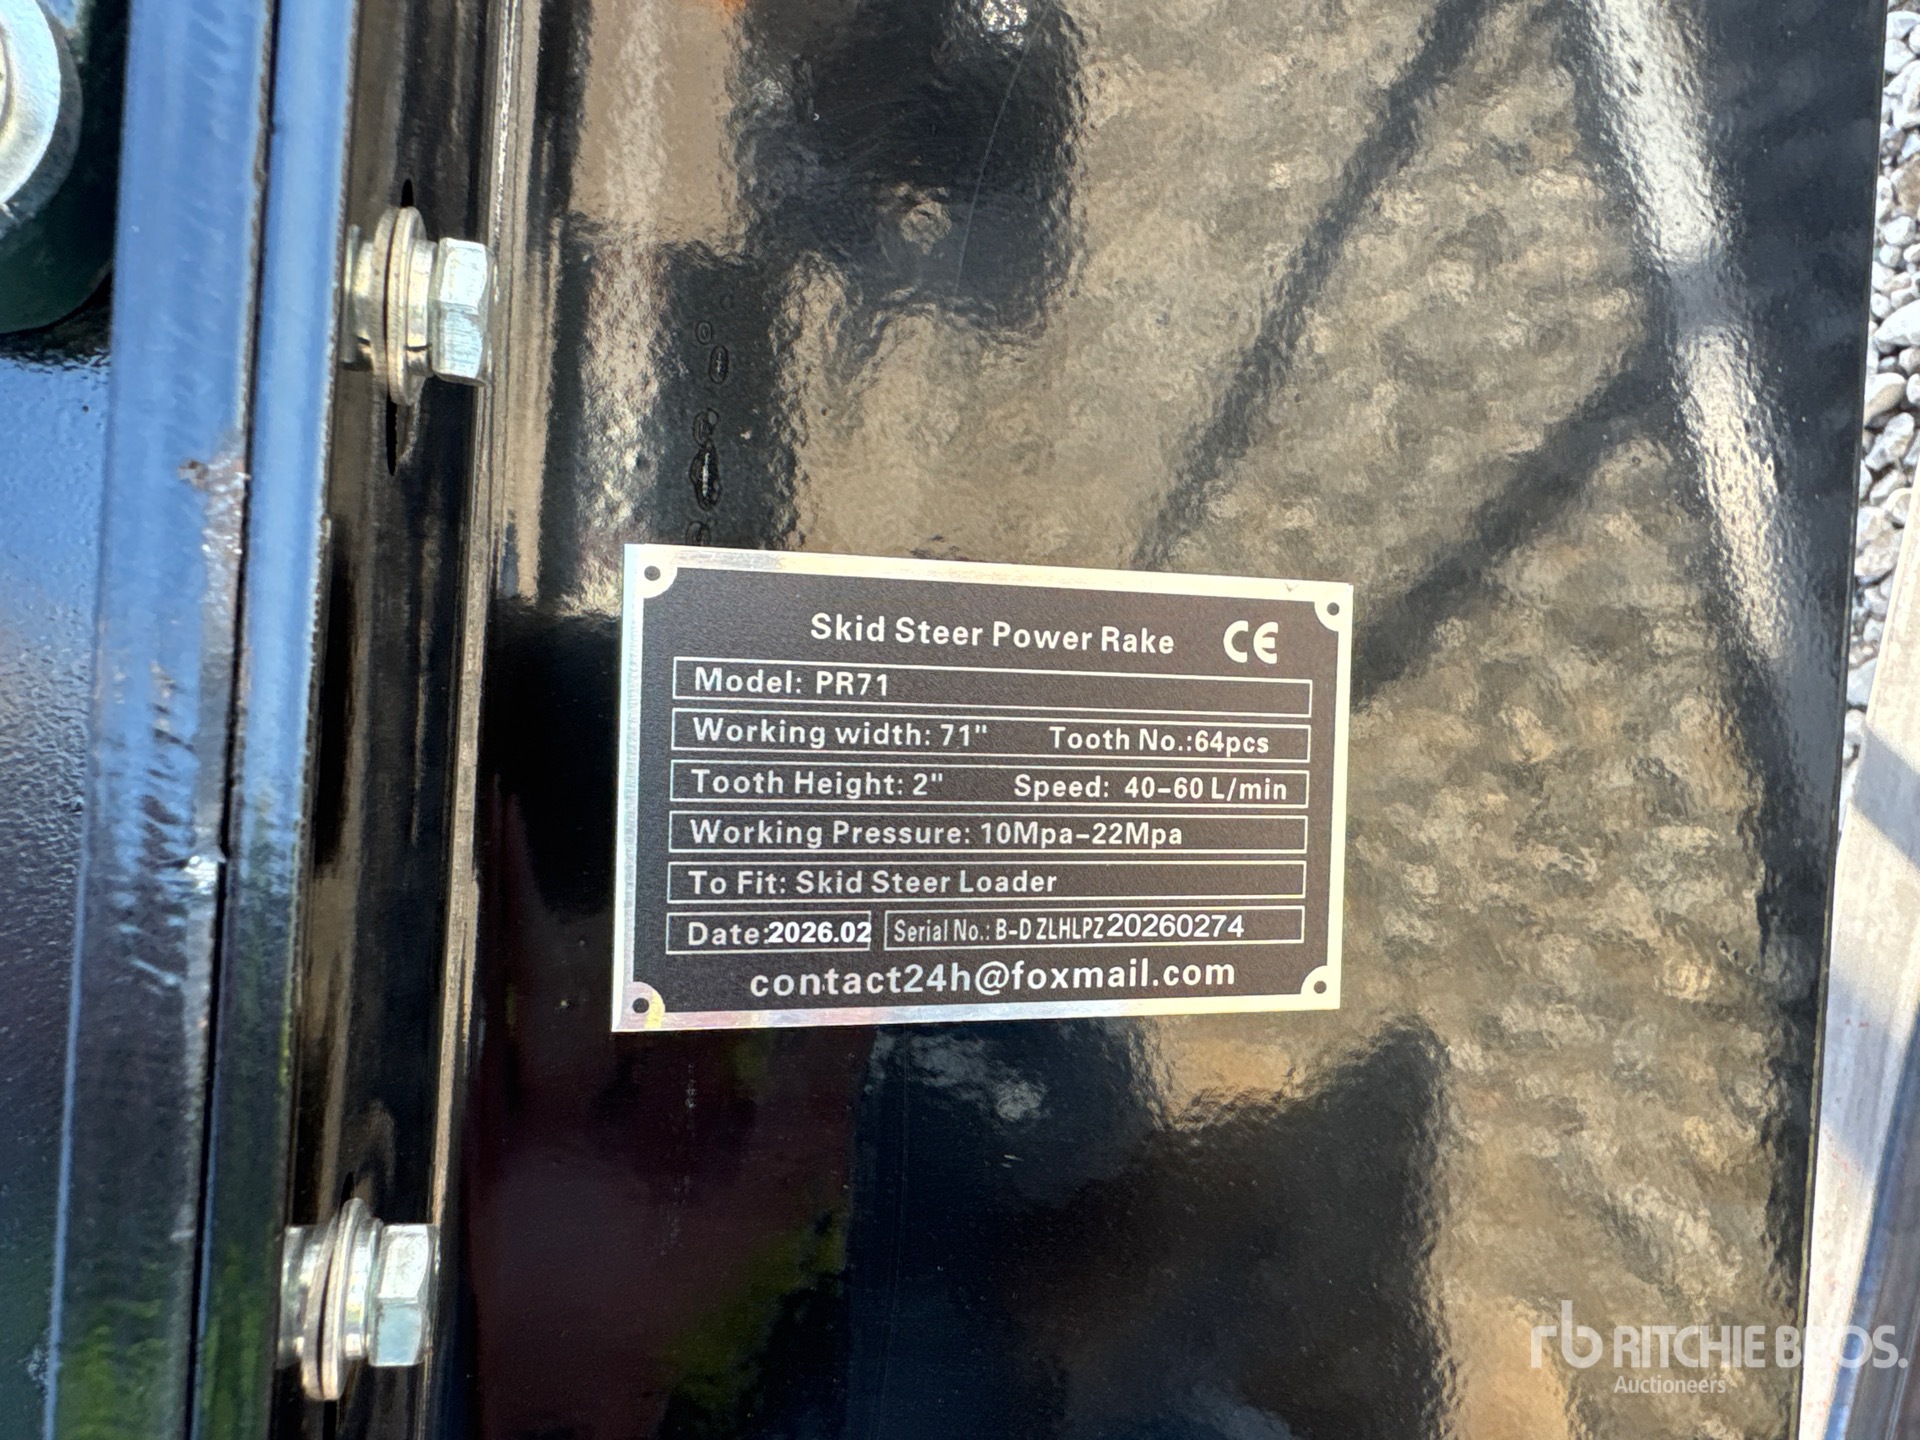 Skid Steer Power Rake CE
Model: PR71
Working width: 71" Tooth No.:64pcs
Tooth Height: 2" Speed: 40-60 L/min
Working Pressure: 10Mpa-22Mpa
To Fit: Skid Steer Loader
Date:2026.02 Serial No.: B-DZLHLPZ20260274
contact24h@foxmail.com
rb RITCHIE BROS.
Auctioneers